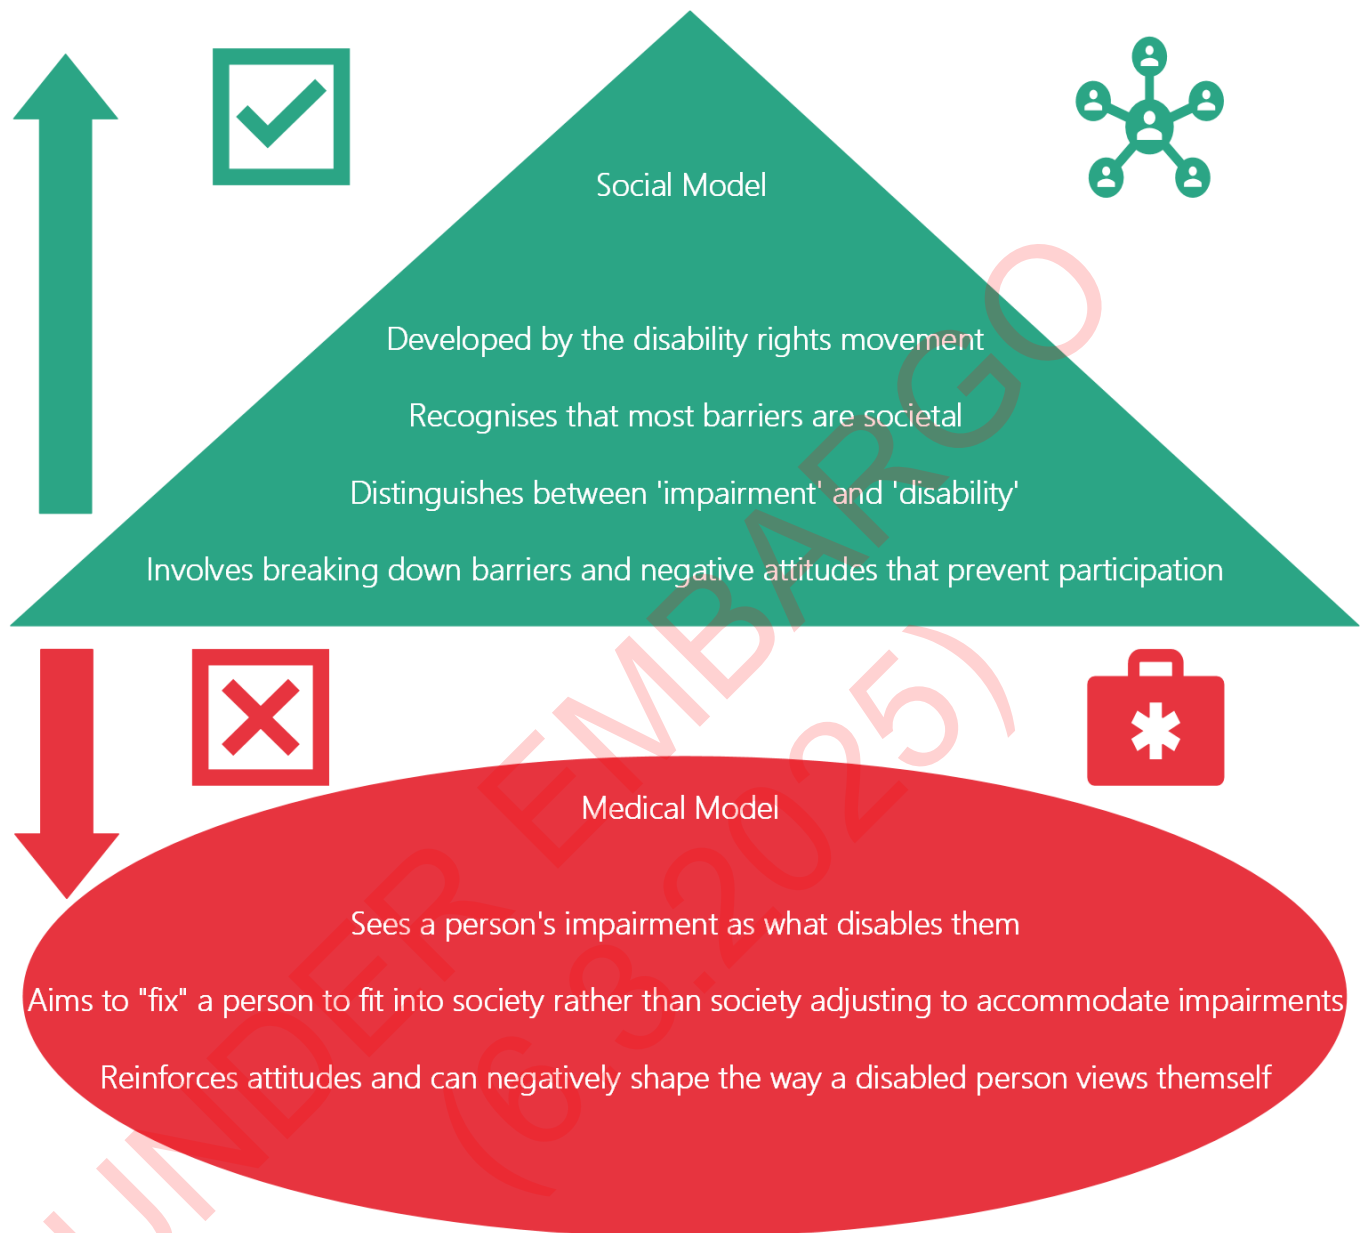 Social Model
Developed by the disability rights movement
Recognises that most barriers are societal
Distinguishes between 'impairment' and 'disability'
Involves breaking down barriers and negative attitudes that prevent participation
Medical Model
Sees a person's impairment as what disables them
Aims to "fix" a person to fit into society rather than society adjusting to accommodate impairments
Reinforces attitudes and can negatively shape the way a disabled person views themself
UNDER EMBARGO
(6.3.2025)